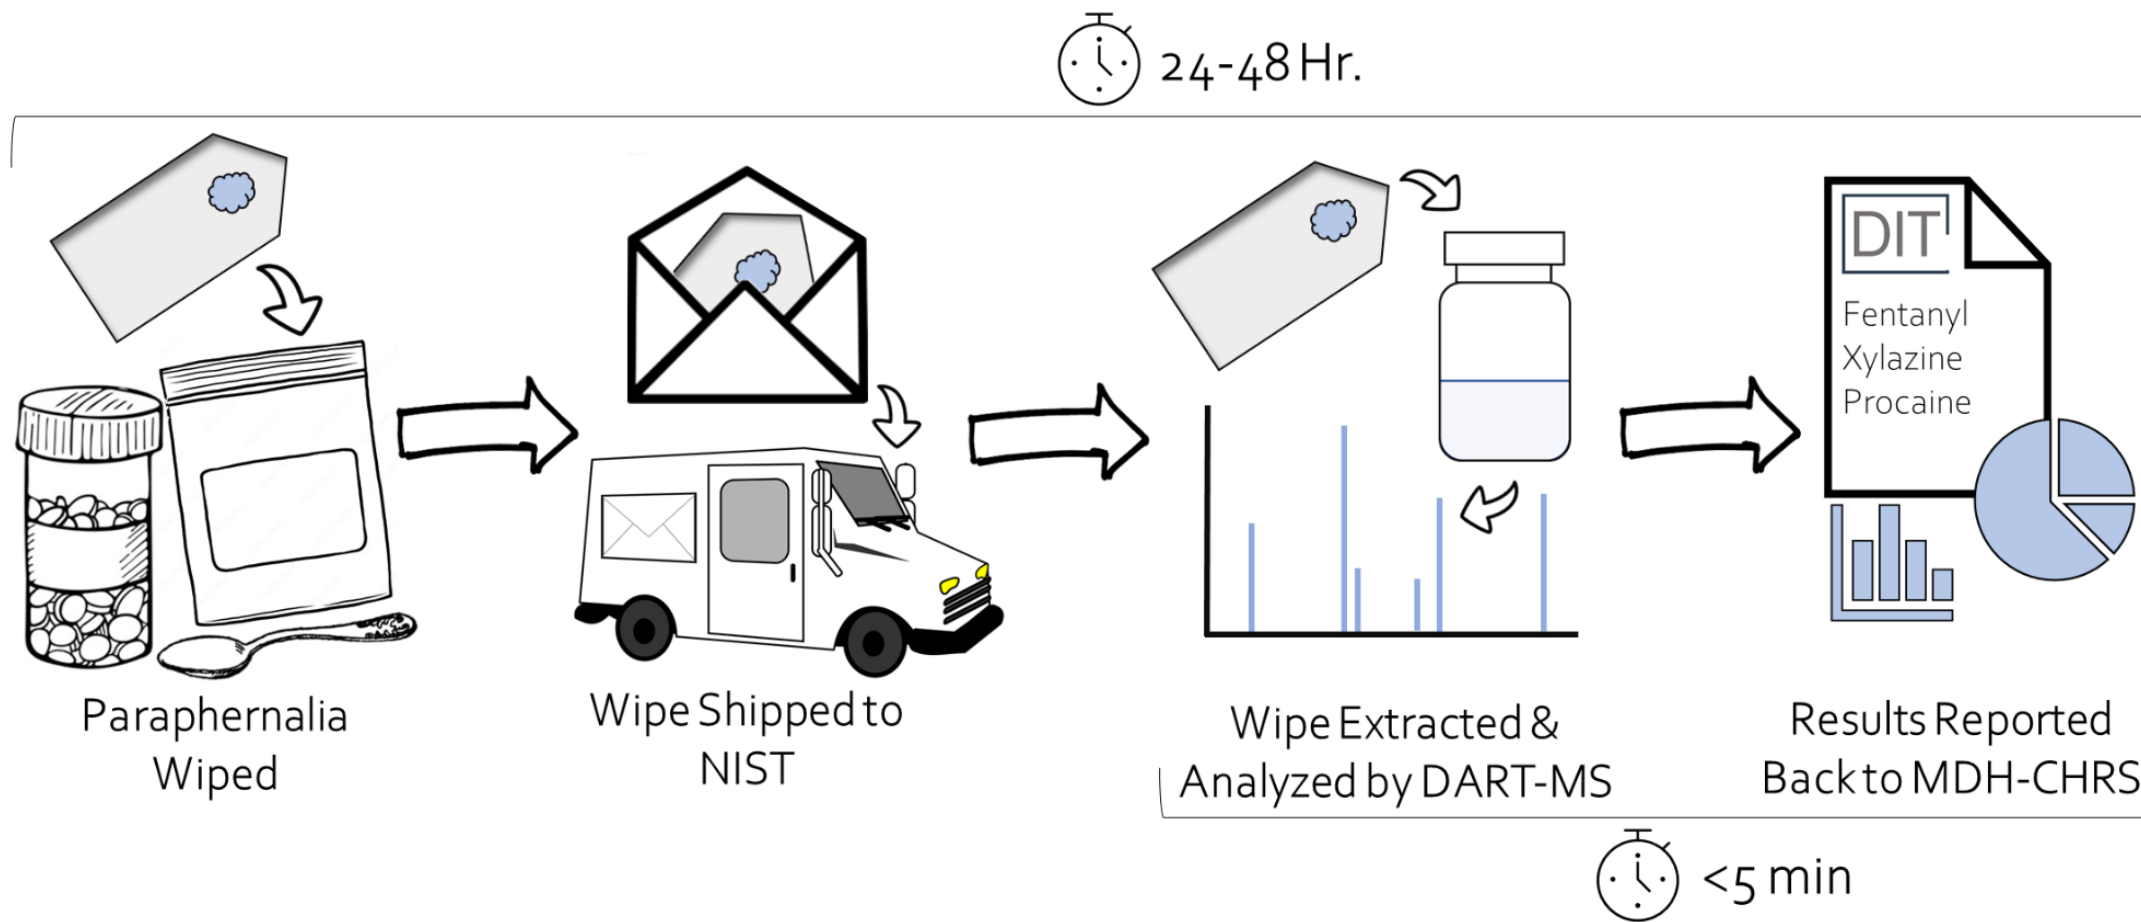 24-48 Hr.
DIT
Fentanyl
Xylazine
Procaine
Paraphernalia
Wiped
Wipe Shipped to
NIST
Wipe Extracted &
Analyzed by DART-MS
Results Reported
Back to MDH-CHRS
<5 min